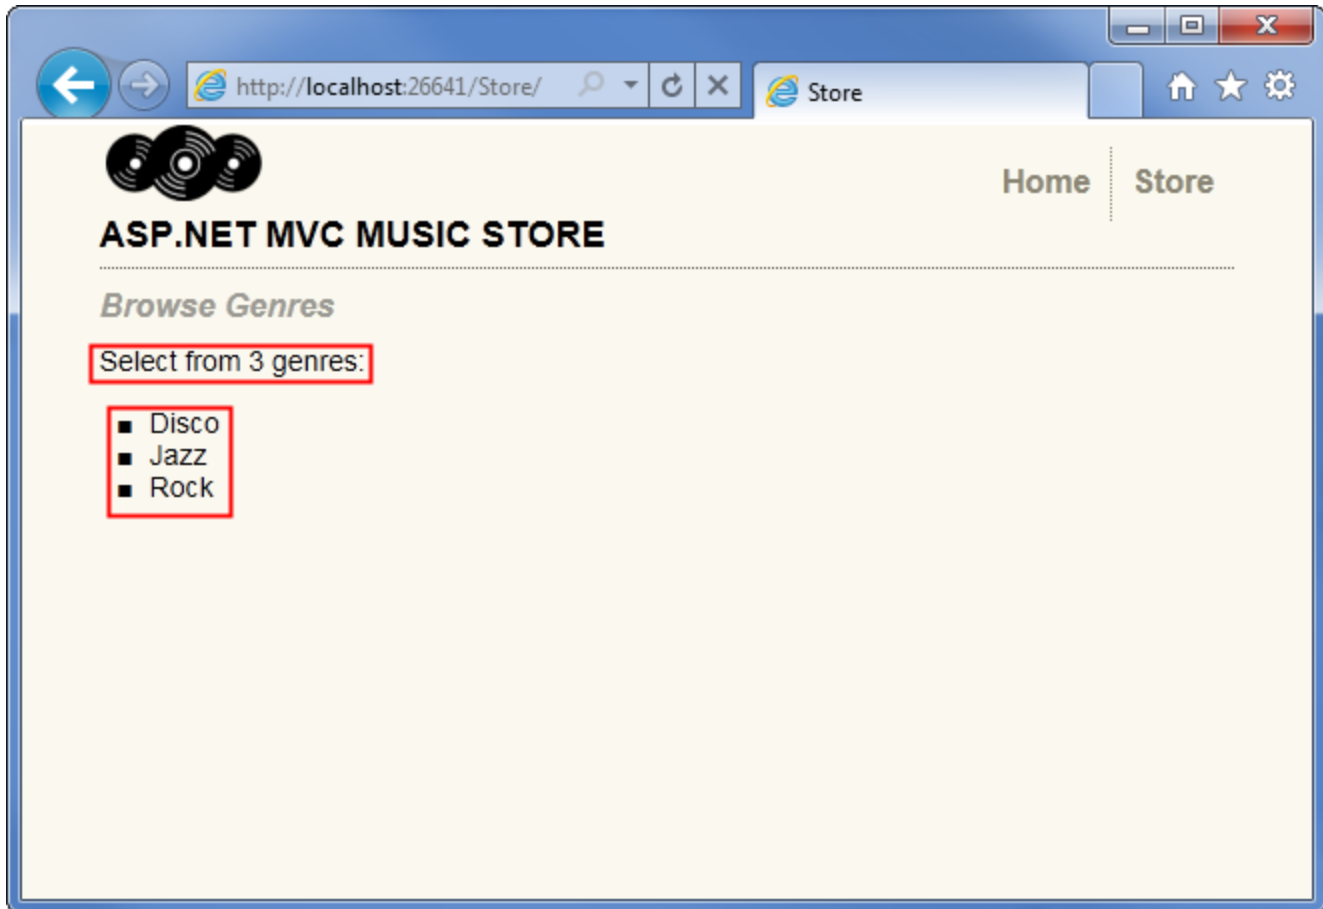 http://localhost:26641/Store/
Store
Home
Store
ASP.NET MVC MUSIC STORE
Browse Genres
Select from 3 genres:
Disco
Jazz
Rock